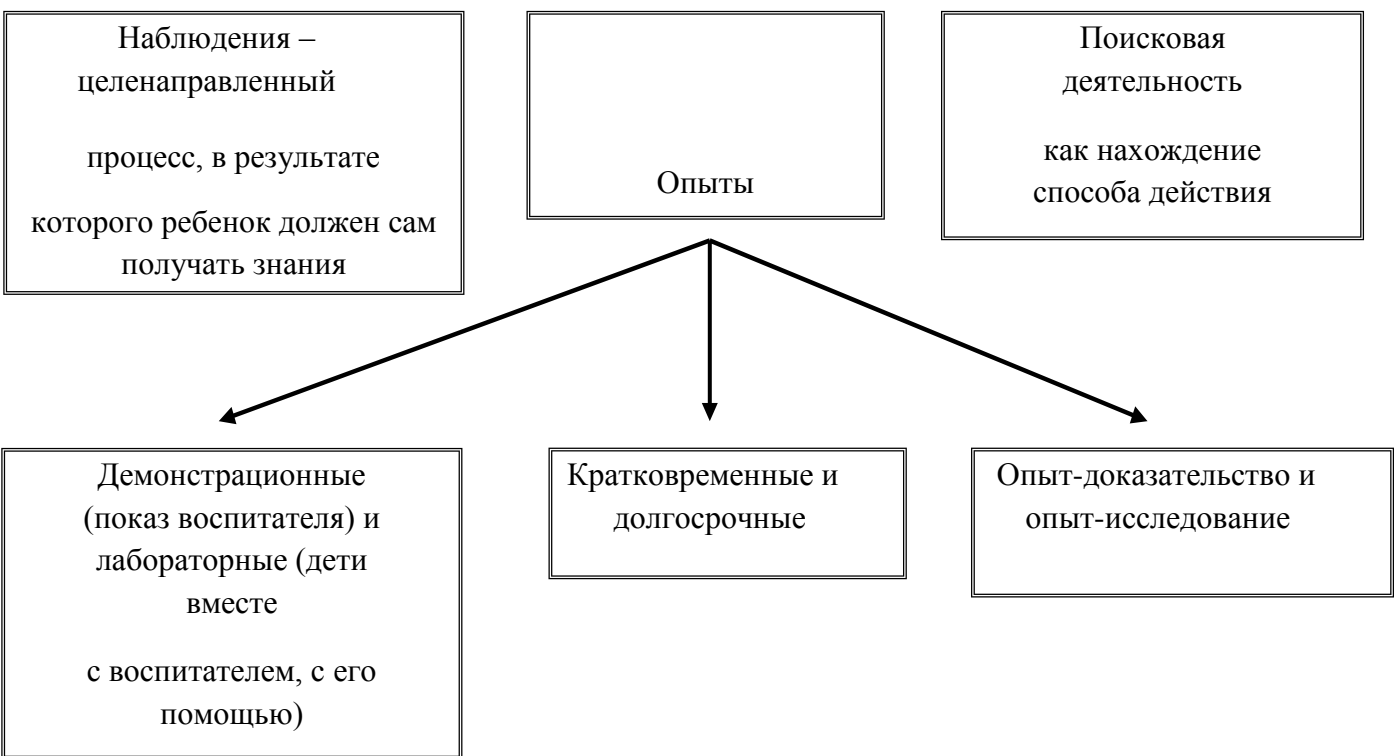 Наблюдения –
целенаправленный
процесс, в результате
которого ребенок должен сам
получать знания
Опыты
Поисковая
деятельность
как нахождение
способа действия
Демонстрационные
(показ воспитателя) и
лабораторные (дети
вместе
с воспитателем, с его
помощью)
Кратковременные и
долгосрочные
Опыт-доказательство и
опыт-исследование